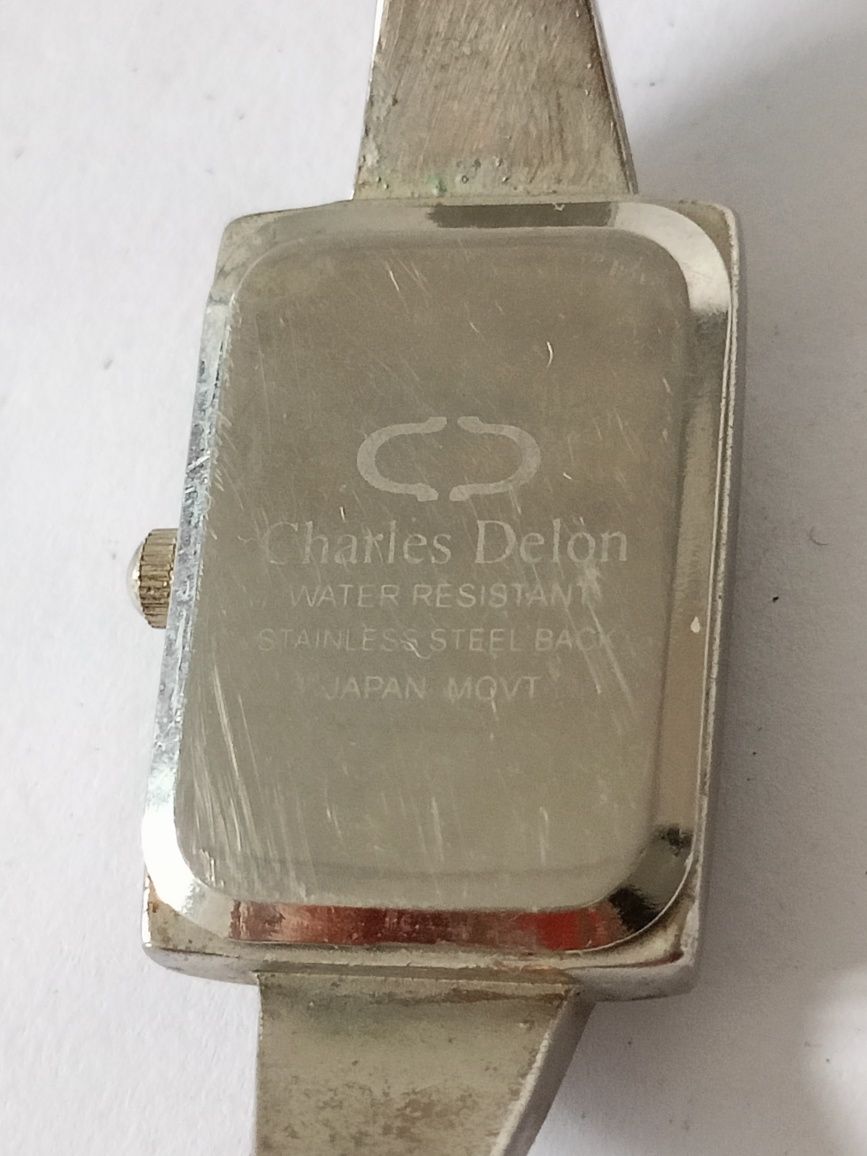 Charles Delon
WATER RESISTANT
STAINLESS STEEL BACK
JAPAN MOVT